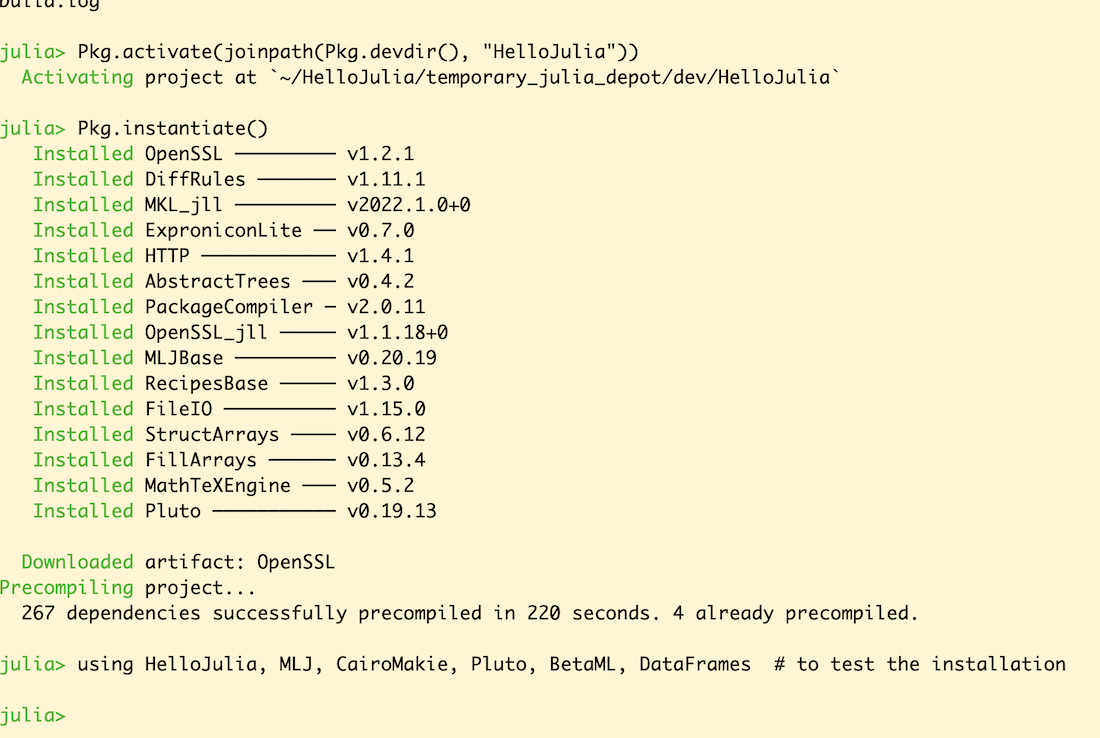 build.log
julia> Pkg.activate(joinpath(Pkg.devdir(), "HelloJulia"))
Activating project at `~/HelloJulia/temporary_julia_depot/dev/HelloJulia`
julia> Pkg.instantiate()
Installed OpenSSL ───────── v1.2.1
Installed DiffRules ─────── v1.11.1
Installed MKL_jll ───────── v2022.1.0+0
Installed ExproniconLite ── v0.7.0
Installed HTTP ──────────── v1.4.1
Installed AbstractTrees ─── v0.4.2
Installed PackageCompiler ─ v2.0.11
Installed OpenSSL_jll ───── v1.1.18+0
Installed MLJBase ───────── v0.20.19
Installed RecipesBase ───── v1.3.0
Installed FileIO ────────── v1.15.0
Installed StructArrays ──── v0.6.12
Installed FillArrays ────── v0.13.4
Installed MathTeXEngine ─── v0.5.2
Installed Pluto ─────────── v0.19.13
Downloaded artifact: OpenSSL
Precompiling project...
267 dependencies successfully precompiled in 220 seconds. 4 already precompiled.
julia> using HelloJulia, MLJ, CairoMakie, Pluto, BetaML, DataFrames  # to test the installation
julia>